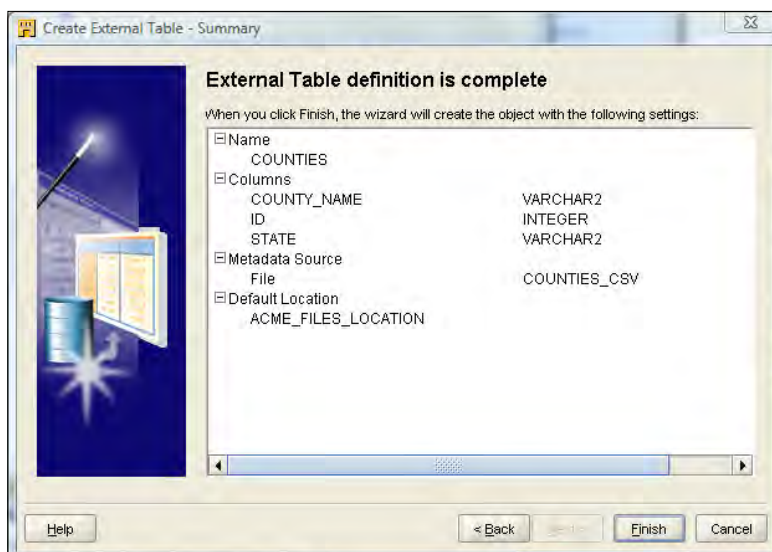 Create External Table - Summary
External Table definition is complete
When you click Finish, the wizard will create the object with the following settings:
Name
COUNTIES
Columns
COUNTY_NAME VARCHAR2
ID INTEGER
STATE VARCHAR2
Metadata Source
File COUNTIES_CSV
Default Location
ACME_FILES_LOCATION
Help < Back Finish Cancel